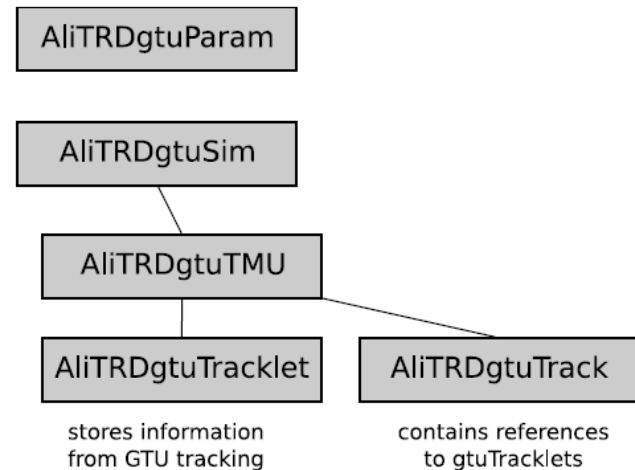 AliTRDgtuParam
AliTRDgtuSim
AliTRDgtuTMU
AliTRDgtuTracklet
AliTRDgtuTrack
stores information
from GTU tracking
contains references
to gtuTracklets